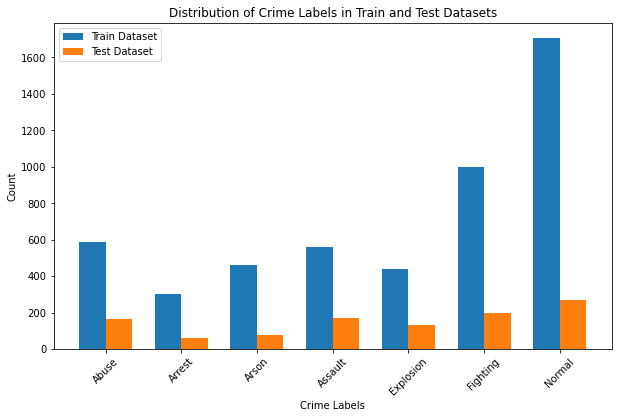 Distribution of Crime Labels in Train and Test Datasets
Train Dataset
Test Dataset
1600
1400
1200
1000
800
600
400
200
0
Count
Abuse
Arrest
Arson
Assault
Explosion
Fighting
Normal
Crime Labels